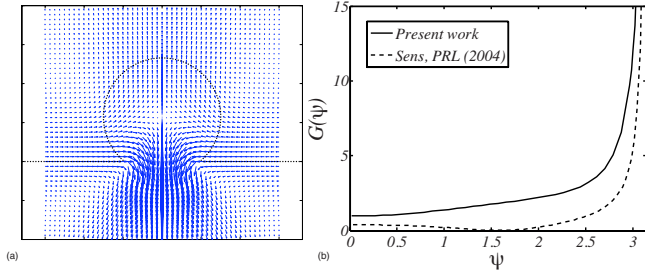 (a)
15
10
5
0
G(ψ)
Present work
Sens, PRL (2004)
0 0.5 1 1.5 2 2.5 3
ψ
(b)